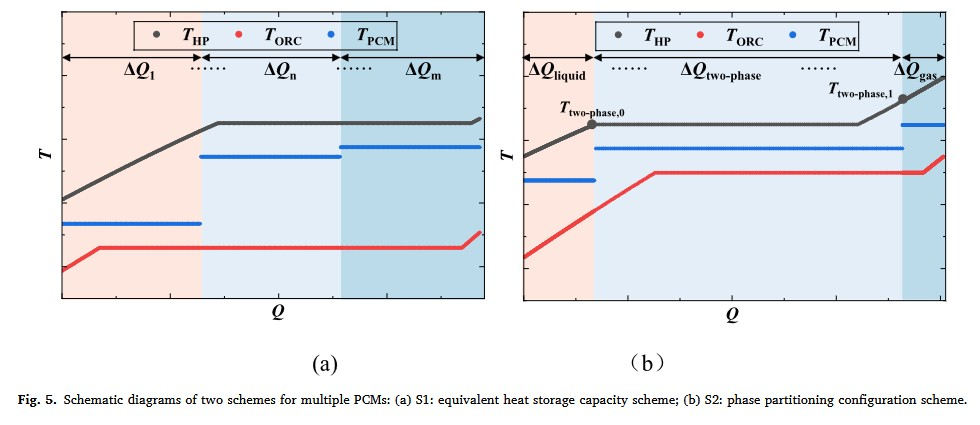 T_HP T_ORC T_PCM
ΔQ_1 ...... ΔQ_n ...... ΔQ_m
T
Q
(a)
T_HP T_ORC T_PCM
ΔQ_liquid ...... ΔQ_two-phase ...... ΔQ_gas
T_two-phase,1
T_two-phase,0
T
Q
(b)
Fig. 5. Schematic diagrams of two schemes for multiple PCMs: (a) S1: equivalent heat storage capacity scheme; (b) S2: phase partitioning configuration scheme.